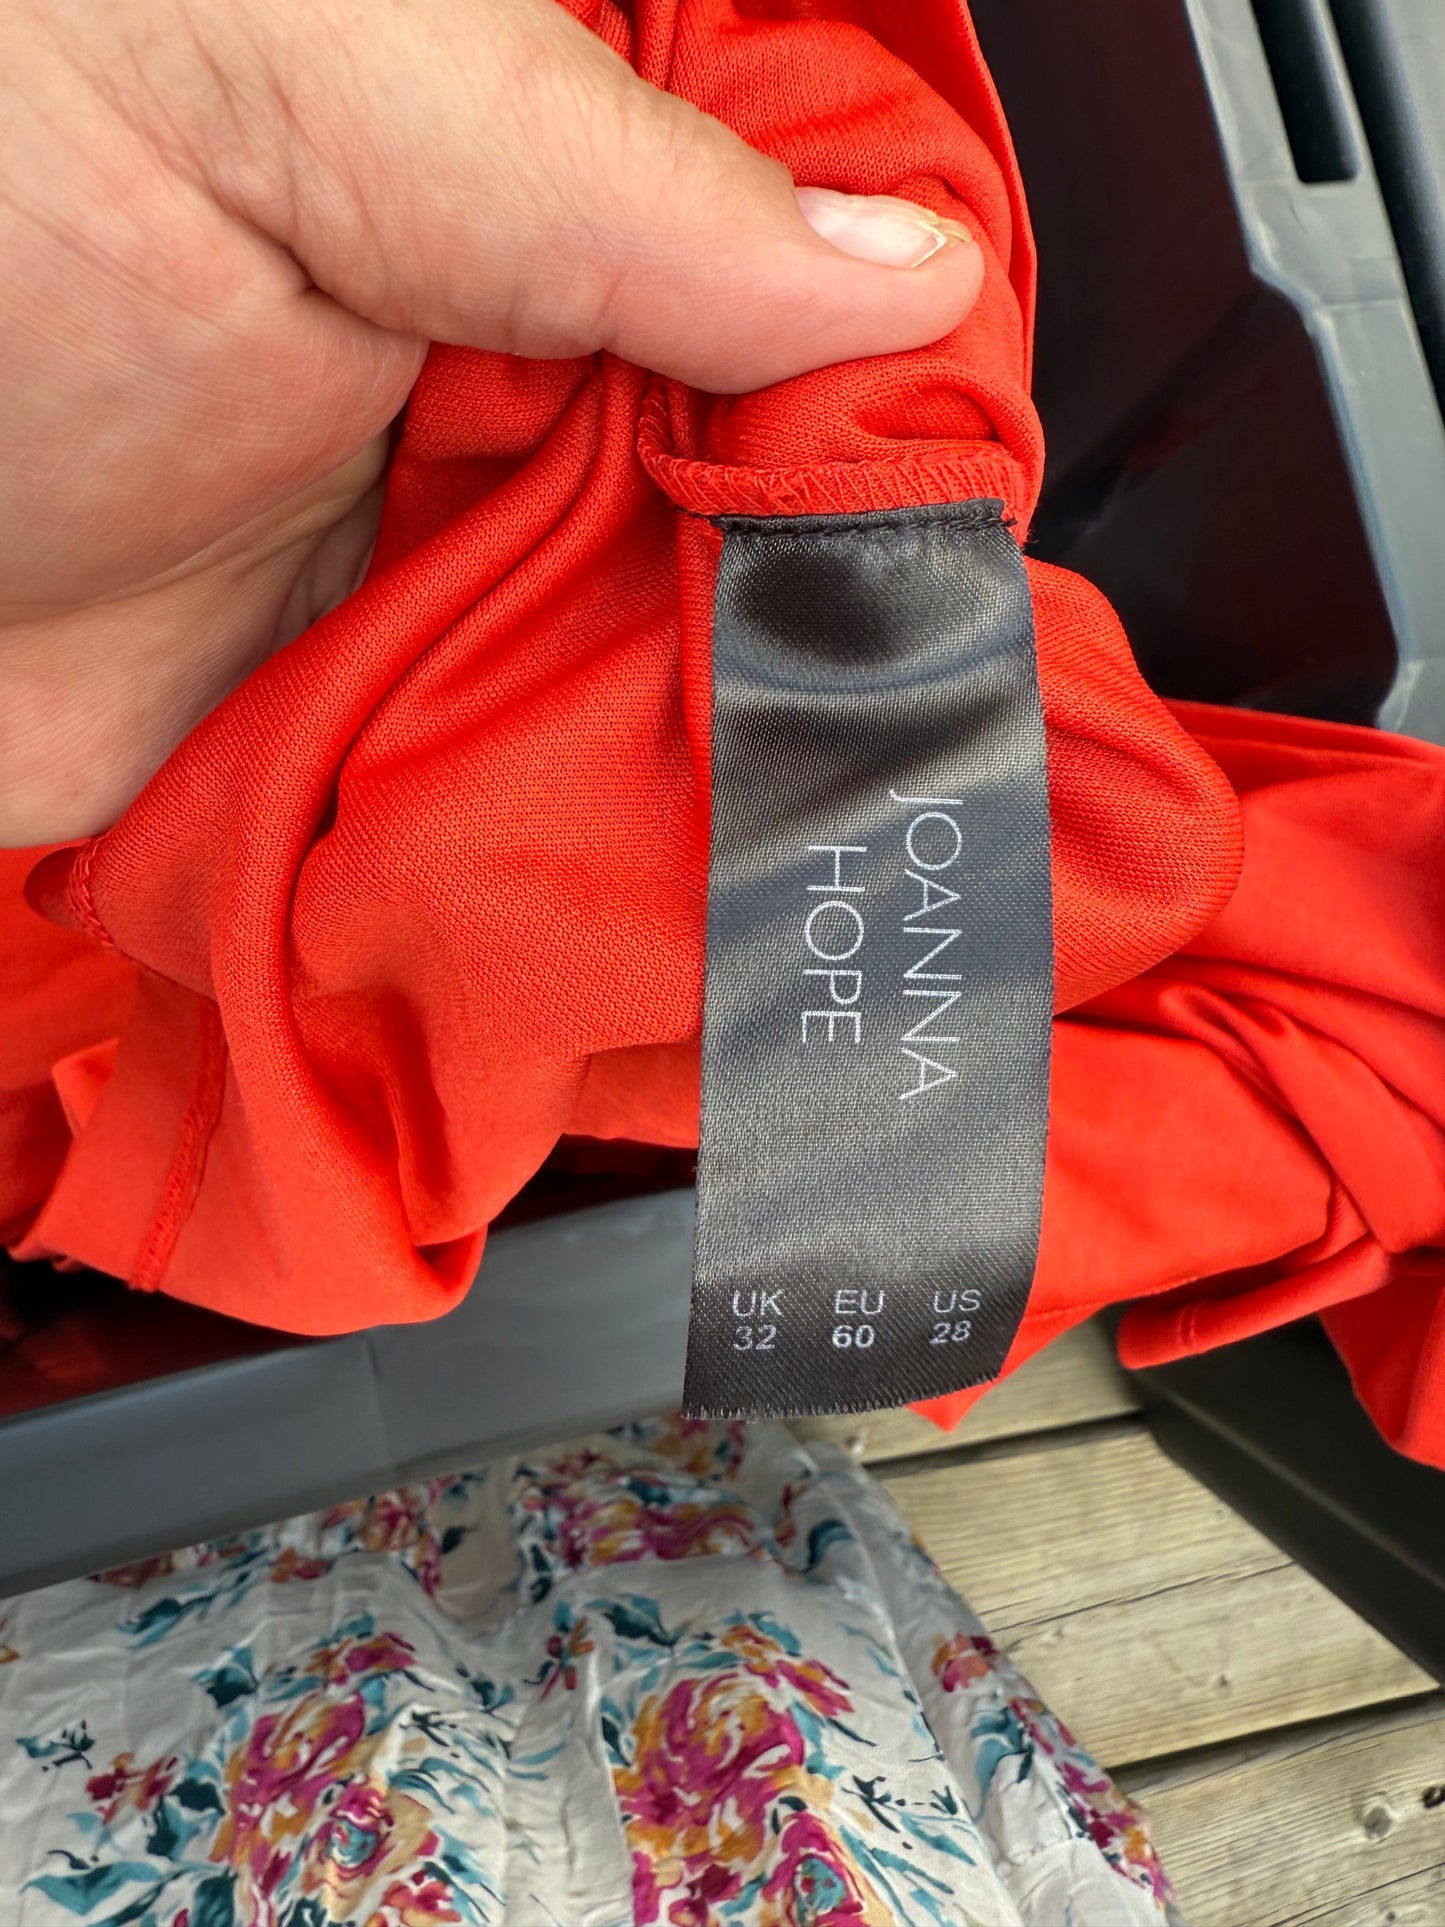 JOANNA
HOPE
UK EU US
32 60 28